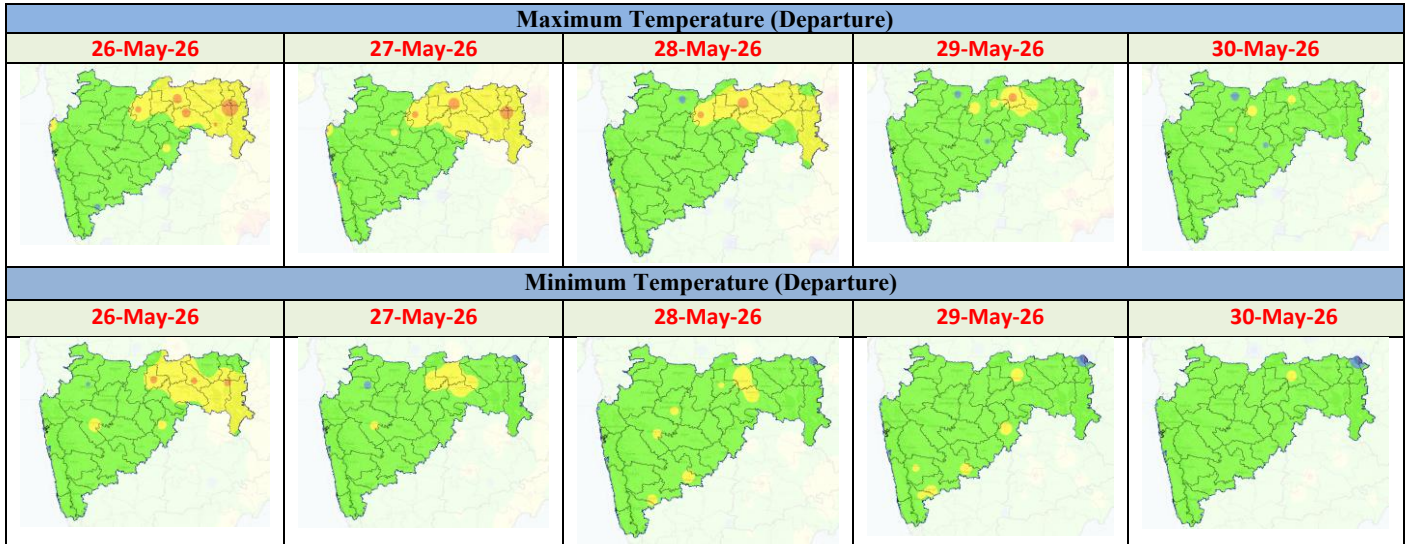 Maximum Temperature (Departure)
26-May-26 27-May-26 28-May-26 29-May-26 30-May-26
Minimum Temperature (Departure)
26-May-26 27-May-26 28-May-26 29-May-26 30-May-26